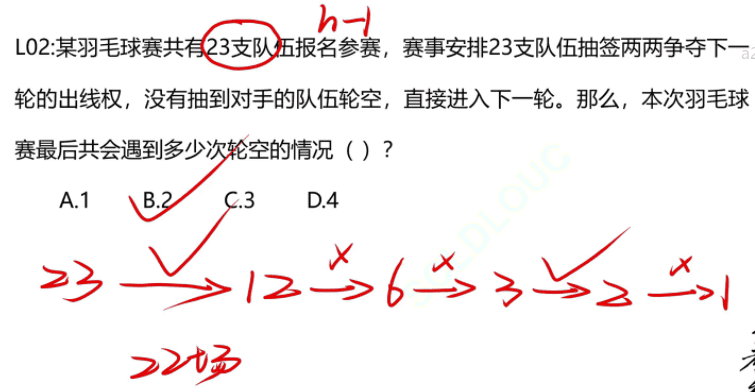 n-1
L02:某羽毛球赛共有23支队伍报名参赛，赛事安排23支队伍抽签两两争夺下一
轮的出线权，没有抽到对手的队伍轮空，直接进入下一轮。那么，本次羽毛球
赛最后共会遇到多少次轮空的情况（ ）？
A.1 B.2 C.3 D.4
23 → 12 → 6 → 3 → 2 → 1
22场